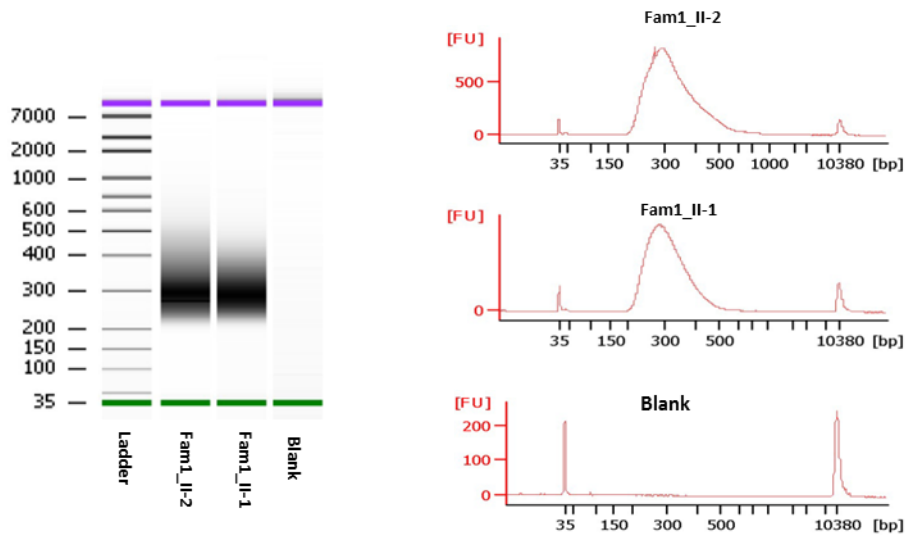 7000
2000
1000
600
500
400
300
200
150
100
35
Ladder
Fam1_II-2
Fam1_II-1
Blank
Fam1_II-2
[FU]
500
0
35 150 300 500 1000 10380 [bp]
Fam1_II-1
[FU]
0
35 150 300 500 10380 [bp]
Blank
[FU]
200
100
0
35 150 300 500 10380 [bp]